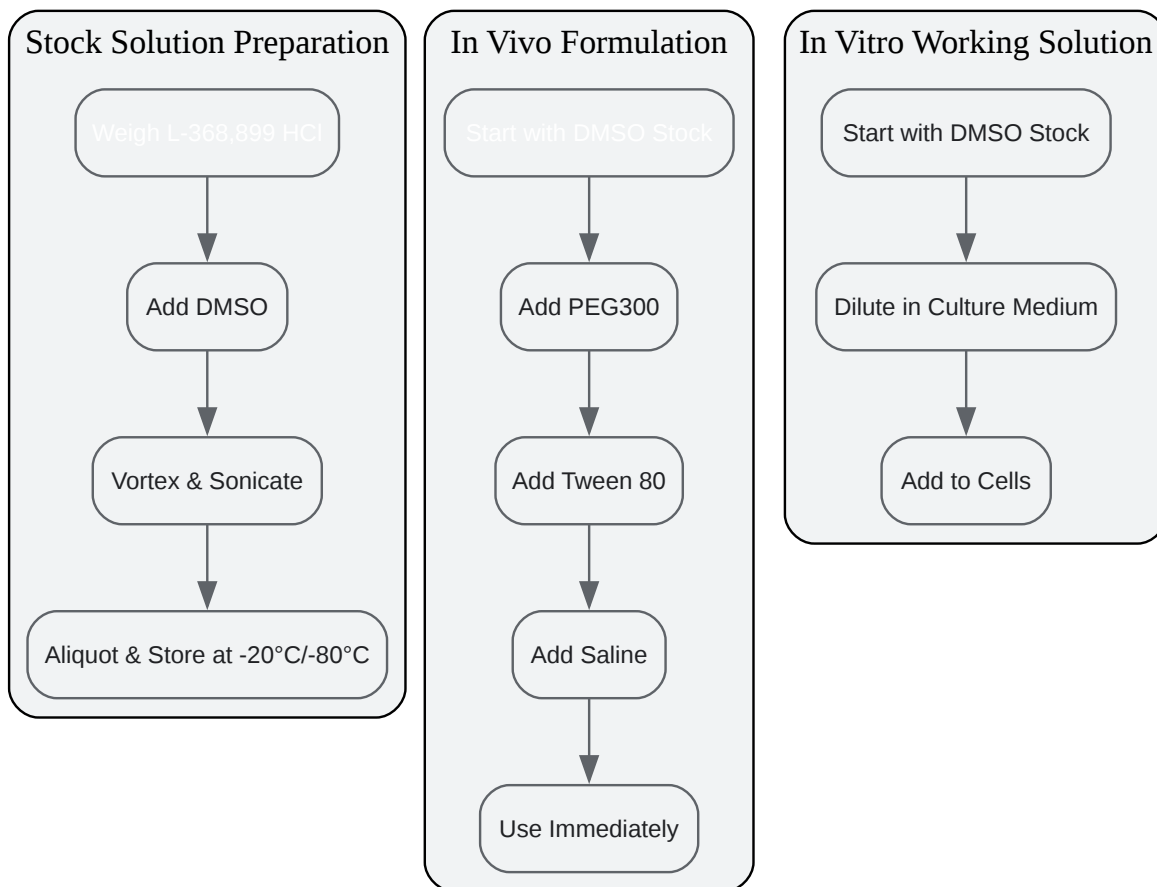 Stock Solution Preparation
Weigh L-368,899 HCl
Add DMSO
Vortex & Sonicate
Aliquot & Store at -20°C/-80°C
In Vivo Formulation
Start with DMSO Stock
Add PEG300
Add Tween 80
Add Saline
Use Immediately
In Vitro Working Solution
Start with DMSO Stock
Dilute in Culture Medium
Add to Cells